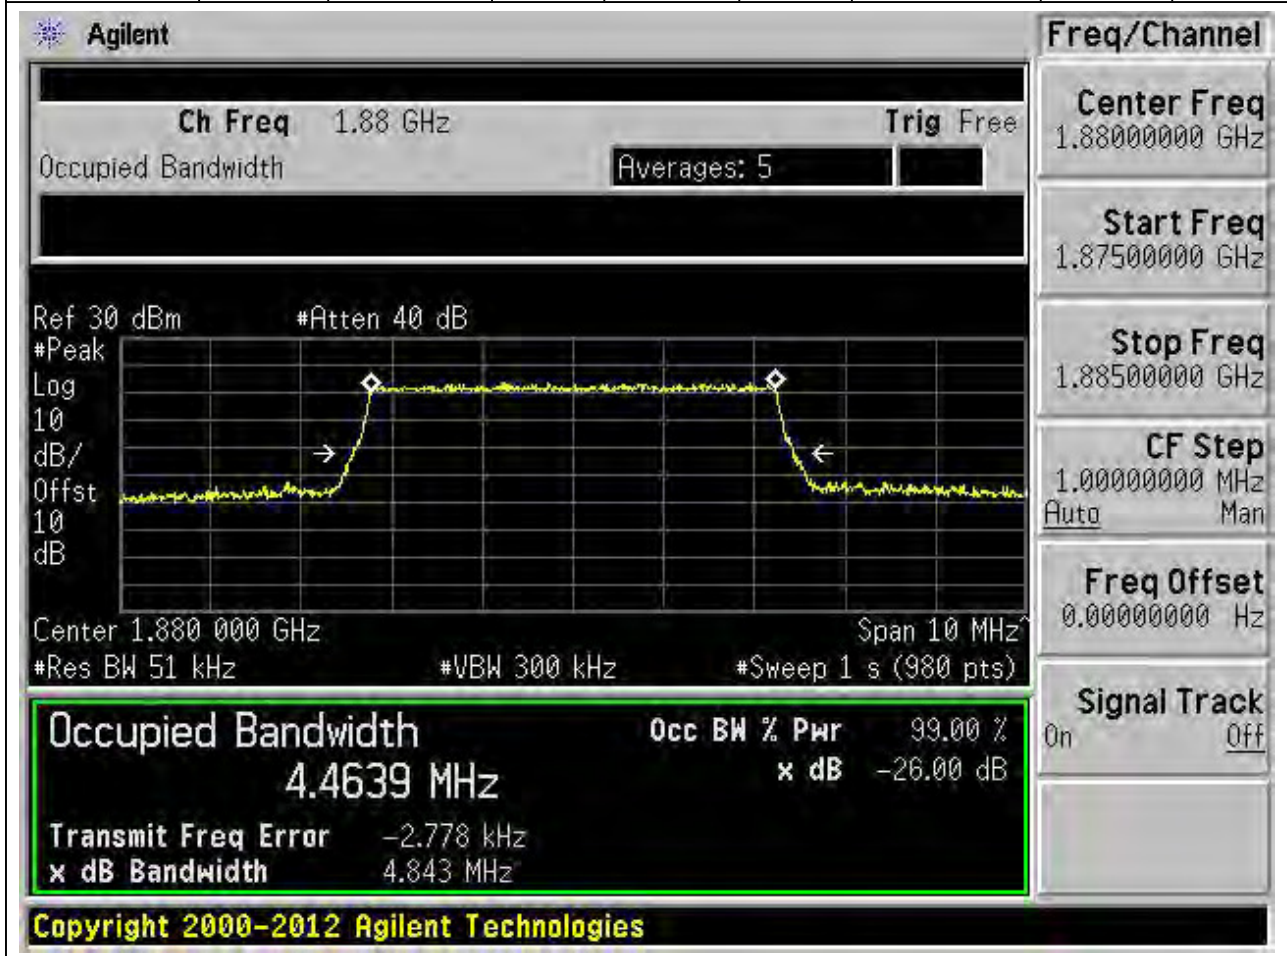 Agilent
Freq/Channel
Ch Freq 1.88 GHz Trig Free
Occupied Bandwidth Averages: 5
Center Freq
1.88000000 GHz
Start Freq
1.87500000 GHz
Stop Freq
1.88500000 GHz
CF Step
1.00000000 MHz
Auto Man
Freq Offset
0.00000000 Hz
Signal Track
On Off
Ref 30 dBm #Atten 40 dB
#Peak
Log
10
dB/
Offst
10
dB
Center 1.880 000 GHz Span 10 MHz^
#Res BW 51 kHz #VBW 300 kHz #Sweep 1 s (980 pts)
Occupied Bandwidth Occ BW % Pwr 99.00 %
4.4639 MHz x dB -26.00 dB
Transmit Freq Error -2.778 kHz
x dB Bandwidth 4.843 MHz
Copyright 2000-2012 Agilent Technologies